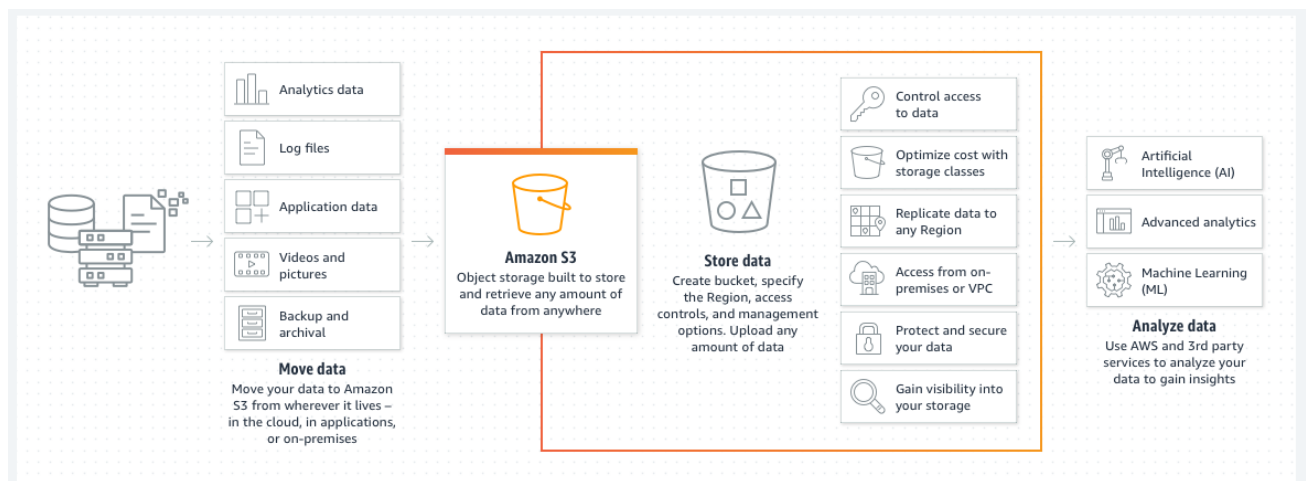 Analytics data
Log files
Application data
Videos and
pictures
Backup and
archival
Move data
Move your data to Amazon
S3 from wherever it lives –
in the cloud, in applications,
or on-premises
Amazon S3
Object storage built to store
and retrieve any amount of
data from anywhere
Store data
Create bucket, specify
the Region, access
controls, and management
options. Upload any
amount of data
Control access
to data
Optimize cost with
storage classes
Replicate data to
any Region
Access from on-
premises or VPC
Protect and secure
your data
Gain visibility into
your storage
Artificial
Intelligence (AI)
Advanced analytics
Machine Learning
(ML)
Analyze data
Use AWS and 3rd party
services to analyze your
data to gain insights